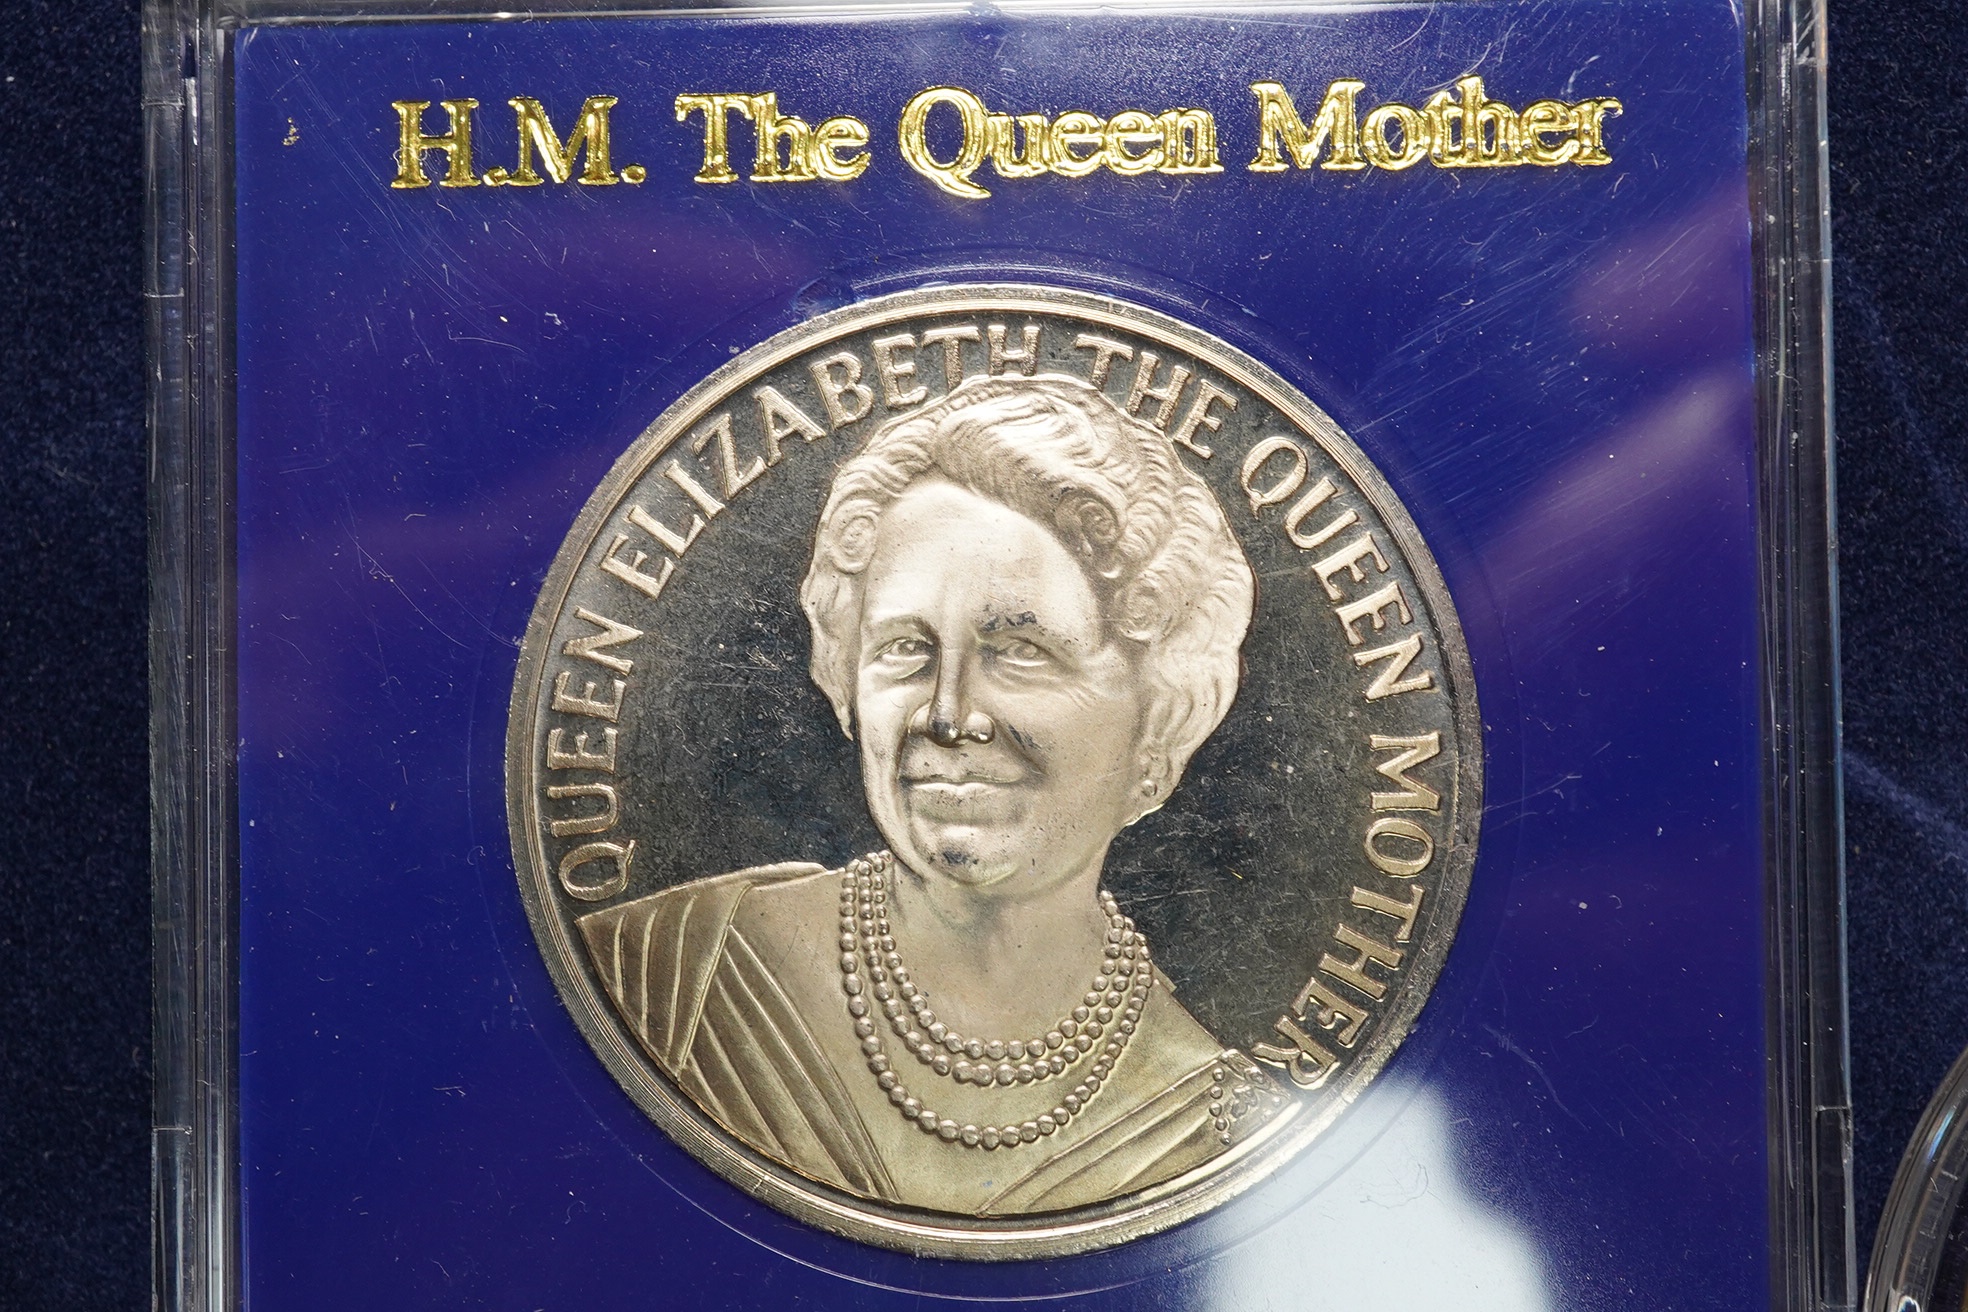 H.M. The Queen Mother
QUEEN ELIZABETH THE QUEEN MOTHER